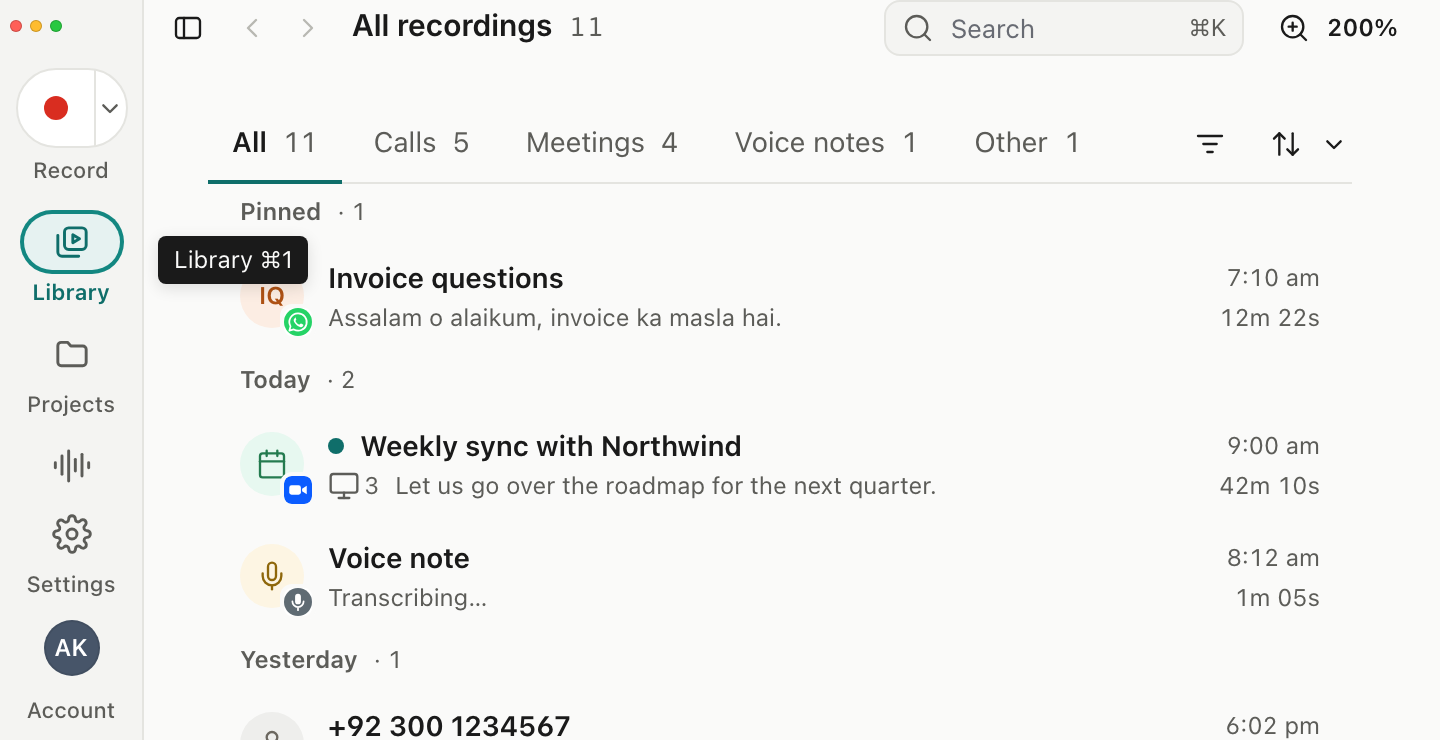 All recordings 11
Search ⌘K
200%
Record
Library
Projects
Settings
AK
Account
Library ⌘1
All 11 Calls 5 Meetings 4 Voice notes 1 Other 1
Pinned · 1
IQ
Invoice questions 7:10 am
Assalam o alaikum, invoice ka masla hai. 12m 22s
Today · 2
Weekly sync with Northwind 9:00 am
3 Let us go over the roadmap for the next quarter. 42m 10s
Voice note 8:12 am
Transcribing... 1m 05s
Yesterday · 1
+92 300 1234567 6:02 pm